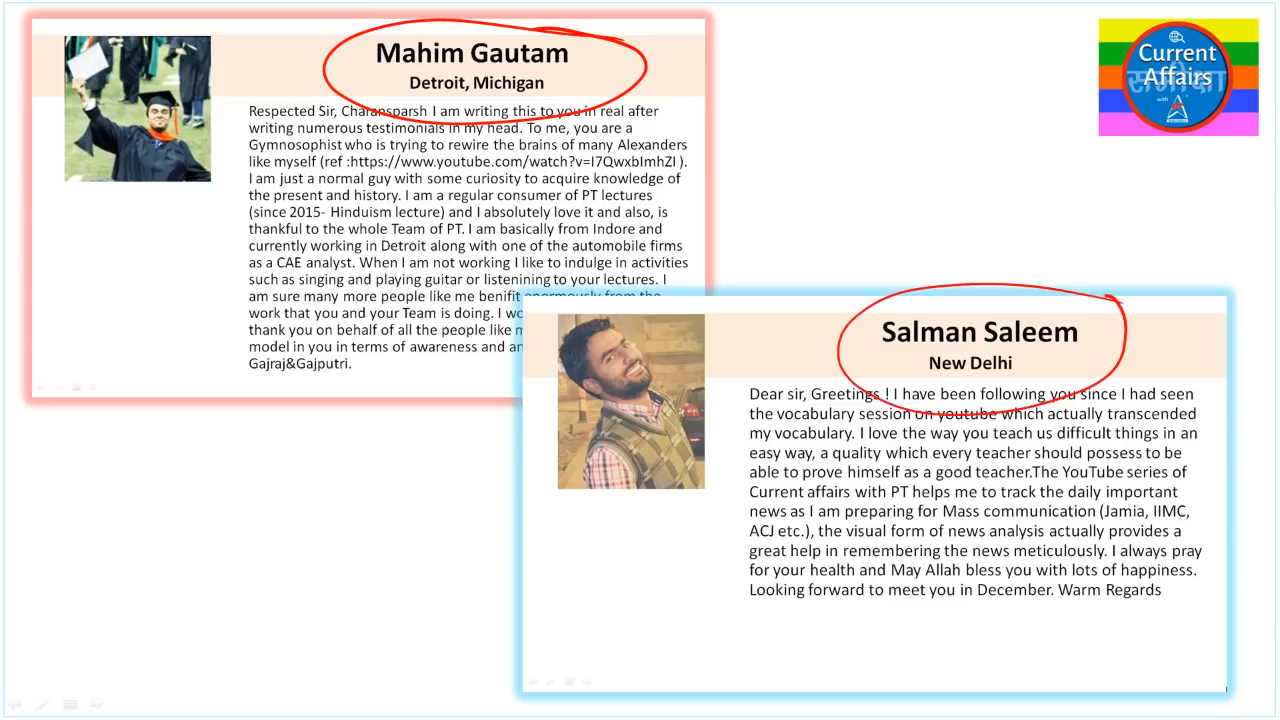 Mahim Gautam
Detroit, Michigan
Respected Sir, Charansparsh I am writing this to you in real after
writing numerous testimonials in my head. To me, you are a
Gymnosophist who is trying to rewire the brains of many Alexanders
like myself (ref :https://www.youtube.com/watch?v=I7QwxbImhZI ).
I am just a normal guy with some curiosity to acquire knowledge of
the present and history. I am a regular consumer of PT lectures
(since 2015- Hinduism lecture) and I absolutely love it and also, is
thankful to the whole Team of PT. I am basically from Indore and
currently working in Detroit along with one of the automobile firms
as a CAE analyst. When I am not working I like to indulge in activities
such as singing and playing guitar or listenining to your lectures. I
am sure many more people like me benifit enormously from the
work that you and your Team is doing. I
thank you on behalf of all the people like
model in you in terms of awareness and
Gajraj&Gajputri.
Current
Affairs
with
PT
Salman Saleem
New Delhi
Dear sir, Greetings ! I have been following you since I had seen
the vocabulary session on youtube which actually transcended
my vocabulary. I love the way you teach us difficult things in an
easy way, a quality which every teacher should possess to be
able to prove himself as a good teacher.The YouTube series of
Current affairs with PT helps me to track the daily important
news as I am preparing for Mass communication (Jamia, IIMC,
ACJ etc.), the visual form of news analysis actually provides a
great help in remembering the news meticulously. I always pray
for your health and May Allah bless you with lots of happiness.
Looking forward to meet you in December. Warm Regards